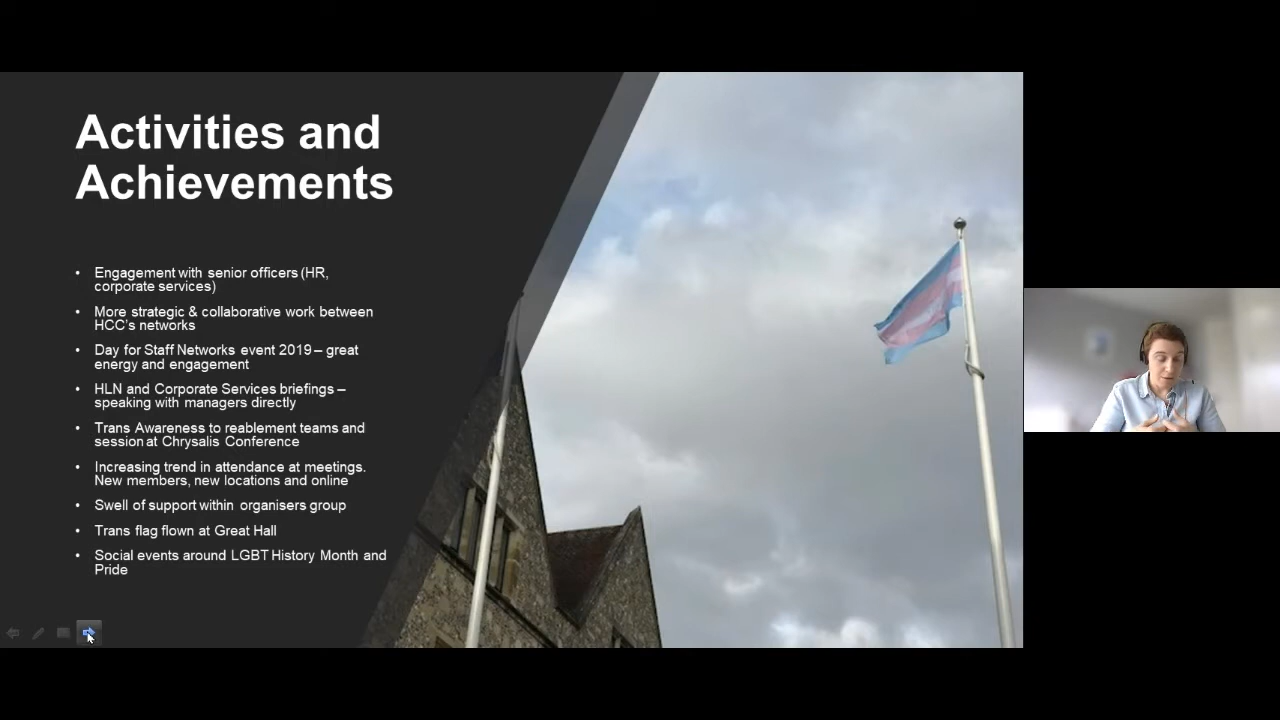 Activities and
Achievements
• Engagement with senior officers (HR,
corporate services)
• More strategic & collaborative work between
HCC's networks
• Day for Staff Networks event 2019 – great
energy and engagement
• HLN and Corporate Services briefings –
speaking with managers directly
• Trans Awareness to reablement teams and
session at Chrysalis Conference
• Increasing trend in attendance at meetings.
New members, new locations and online
• Swell of support within organisers group
• Trans flag flown at Great Hall
• Social events around LGBT History Month and
Pride